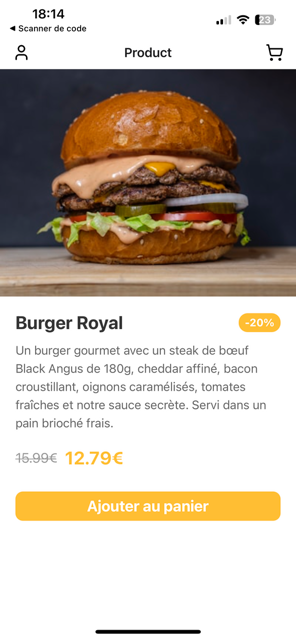 18:14
23
◀ Scanner de code
Product
Burger Royal
-20%
Un burger gourmet avec un steak de bœuf
Black Angus de 180g, cheddar affiné, bacon
croustillant, oignons caramélisés, tomates
fraîches et notre sauce secrète. Servi dans un
pain brioché frais.
15.99€ 12.79€
Ajouter au panier